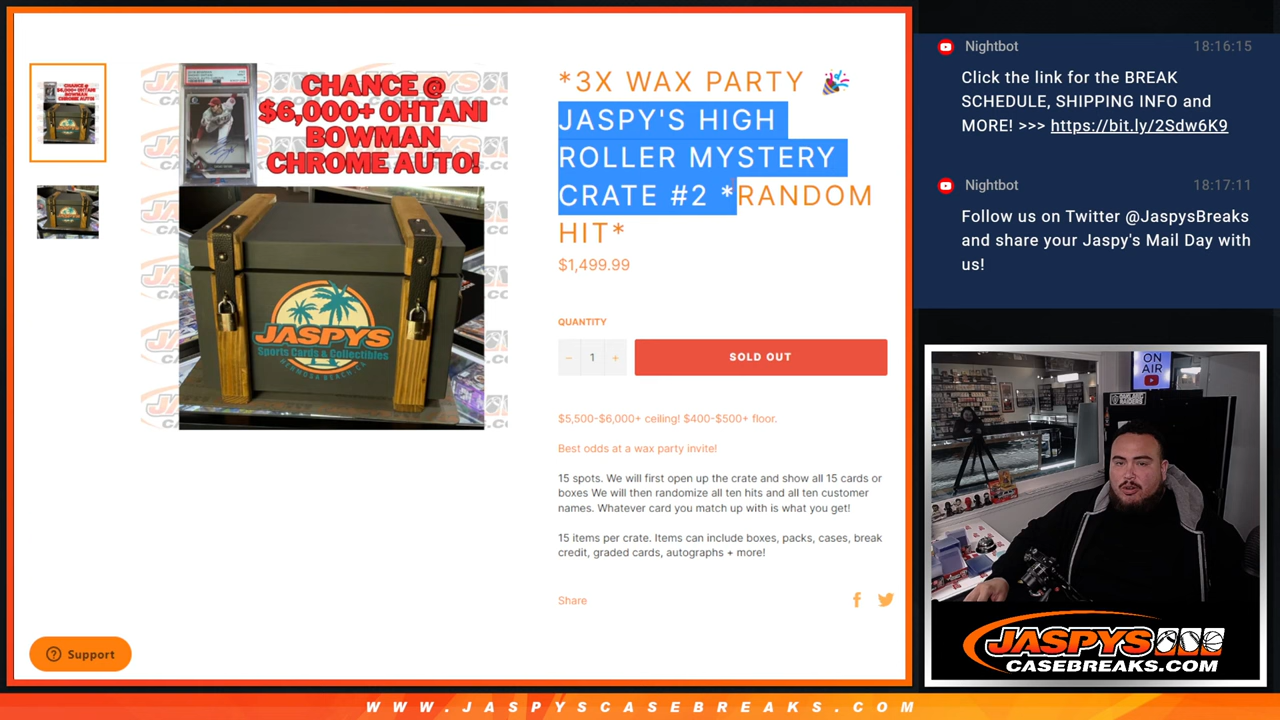 CHANCE @
$6,000+ OHTANI
BOWMAN
CHROME AUTO!
JASPYS
Sports Cards & Collectibles
HERMOSA BEACH, CA
*3X WAX PARTY 🎉
JASPY'S HIGH
ROLLER MYSTERY
CRATE #2 *RANDOM
HIT*
$1,499.99
QUANTITY
− 1 +
SOLD OUT
$5,500-$6,000+ ceiling! $400-$500+ floor.
Best odds at a wax party invite!
15 spots. We will first open up the crate and show all 15 cards or
boxes We will then randomize all ten hits and all ten customer
names. Whatever card you match up with is what you get!
15 items per crate. Items can include boxes, packs, cases, break
credit, graded cards, autographs + more!
Share
Support
Nightbot 18:16:15
Click the link for the BREAK
SCHEDULE, SHIPPING INFO and
MORE! >>> https://bit.ly/2Sdw6K9
Nightbot 18:17:11
Follow us on Twitter @JaspysBreaks
and share your Jaspy's Mail Day with
us!
ON
AIR
JASPYS
CASEBREAKS.COM
WWW.JASPYSCASEBREAKS.COM